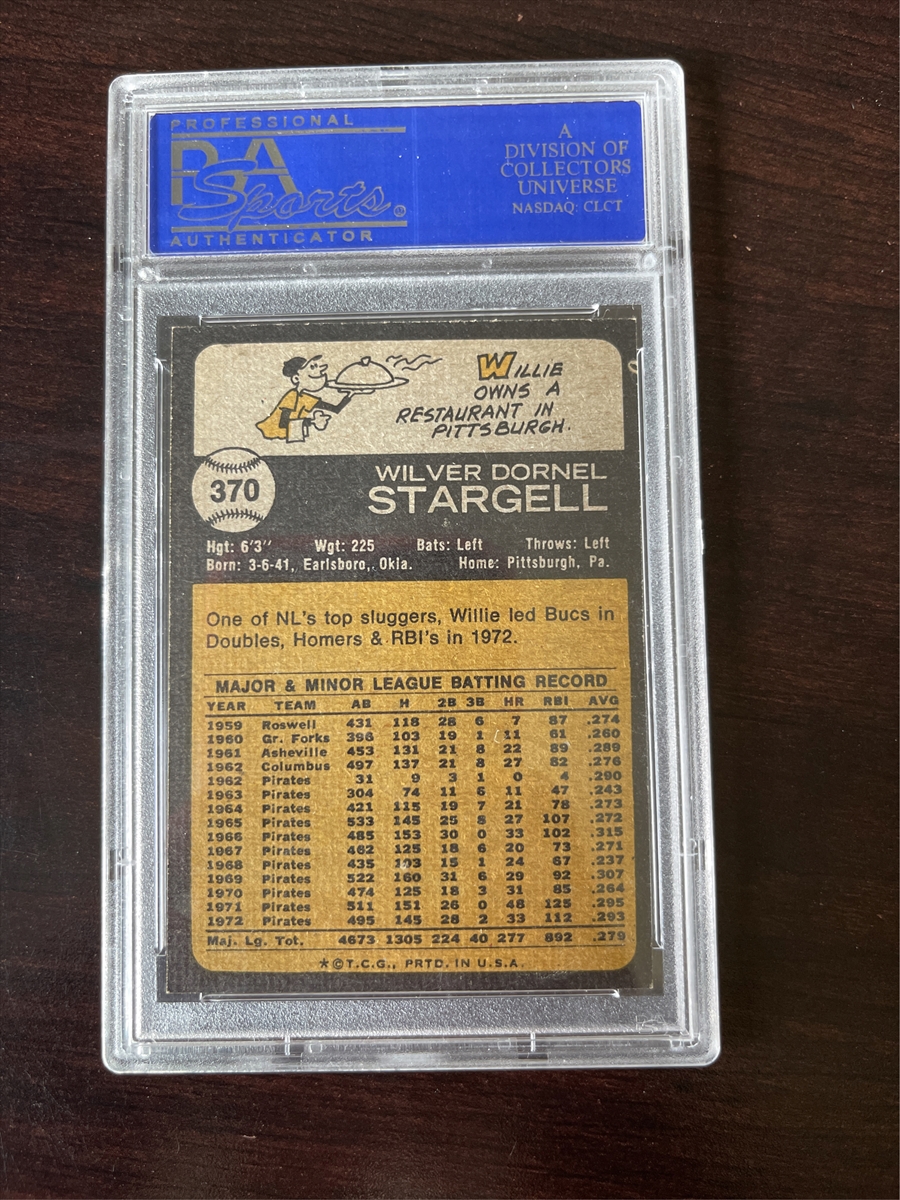 PROFESSIONAL
PSA
Sports
AUTHENTICATOR
A
DIVISION OF
COLLECTORS
UNIVERSE
NASDAQ: CLCT
WILLIE
OWNS A
RESTAURANT IN
PITTSBURGH.
370
WILVER DORNEL
STARGELL
Hgt: 6'3" Wgt: 225 Bats: Left Throws: Left
Born: 3-6-41, Earlsboro, Okla. Home: Pittsburgh, Pa.
One of NL's top sluggers, Willie led Bucs in
Doubles, Homers & RBI's in 1972.
MAJOR & MINOR LEAGUE BATTING RECORD
YEAR TEAM AB H 2B 3B HR RBI AVG
1959 Roswell 431 118 28 6 7 87 .274
1960 Gr. Forks 396 103 19 1 11 61 .260
1961 Asheville 453 131 21 8 22 89 .289
1962 Columbus 497 137 21 8 27 82 .276
1962 Pirates 31 9 3 1 0 4 .290
1963 Pirates 304 74 11 6 11 47 .243
1964 Pirates 421 115 19 7 21 78 .273
1965 Pirates 533 145 25 8 27 107 .272
1966 Pirates 485 153 30 0 33 102 .315
1967 Pirates 462 125 18 6 20 73 .271
1968 Pirates 435 103 15 1 24 67 .237
1969 Pirates 522 160 31 6 29 92 .307
1970 Pirates 474 125 18 3 31 85 .264
1971 Pirates 511 151 26 0 48 125 .295
1972 Pirates 495 145 28 2 33 112 .293
Maj. Lg. Tot. 4673 1305 224 40 277 892 .279
★©T.C.G., PRTD. IN U.S.A.